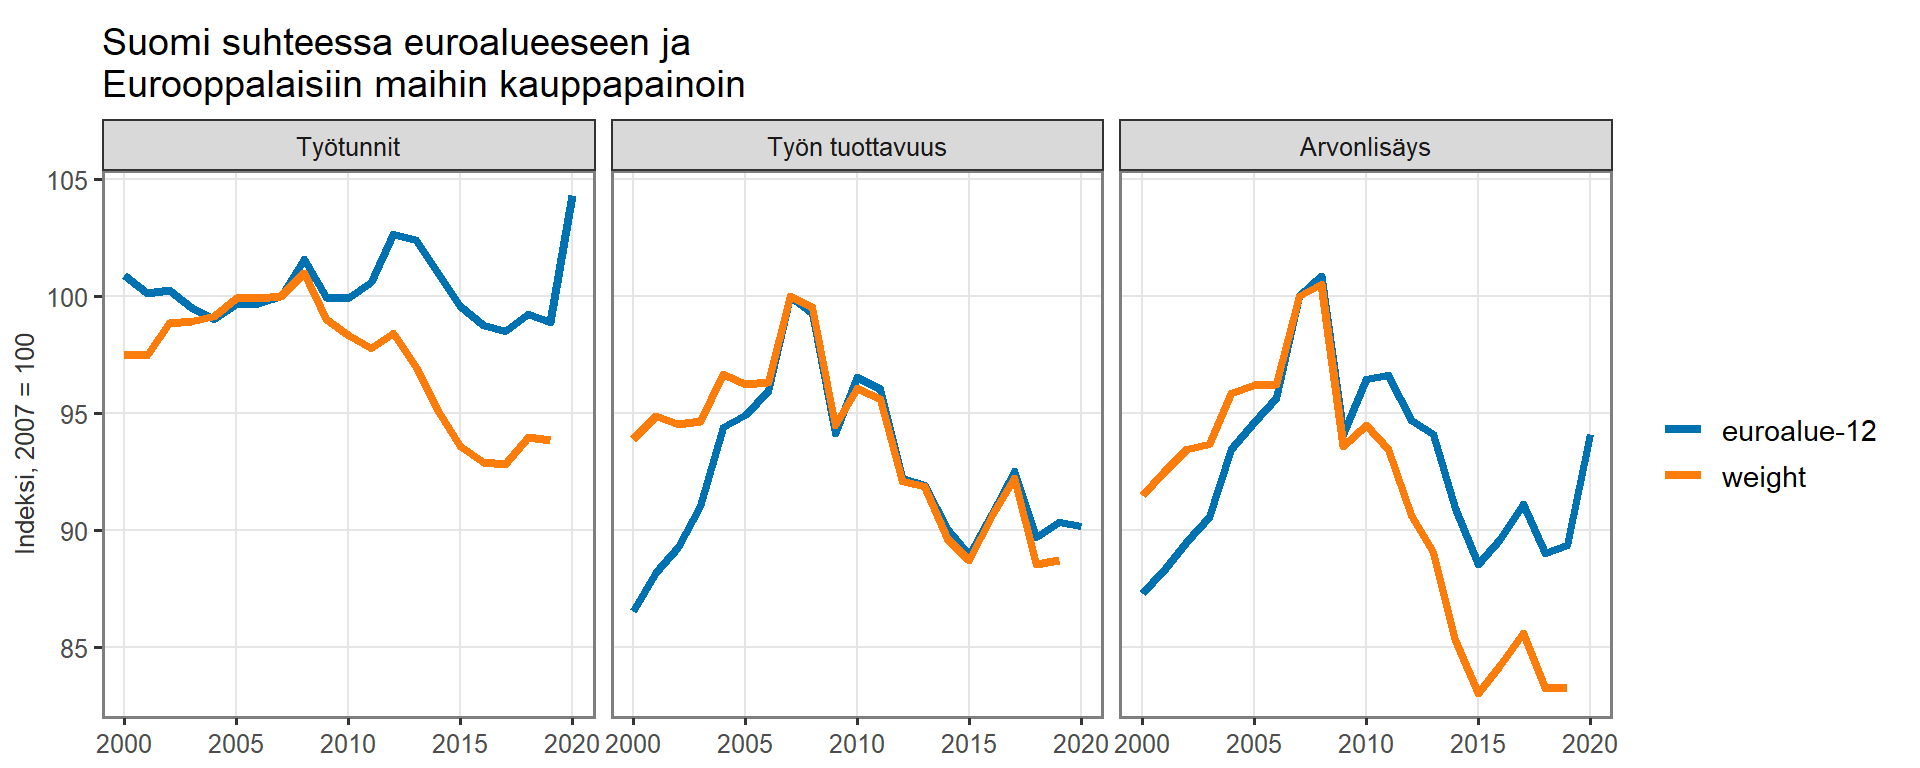 Suomi suhteessa euroalueeseen ja
Eurooppalaisiin maihin kauppapainoin
Työtunnit
Työn tuottavuus
Arvonlisäys
105
100
95
90
85
Indeksi, 2007 = 100
2000 2005 2010 2015 2020
2000 2005 2010 2015 2020
2000 2005 2010 2015 2020
euroalue-12
weight